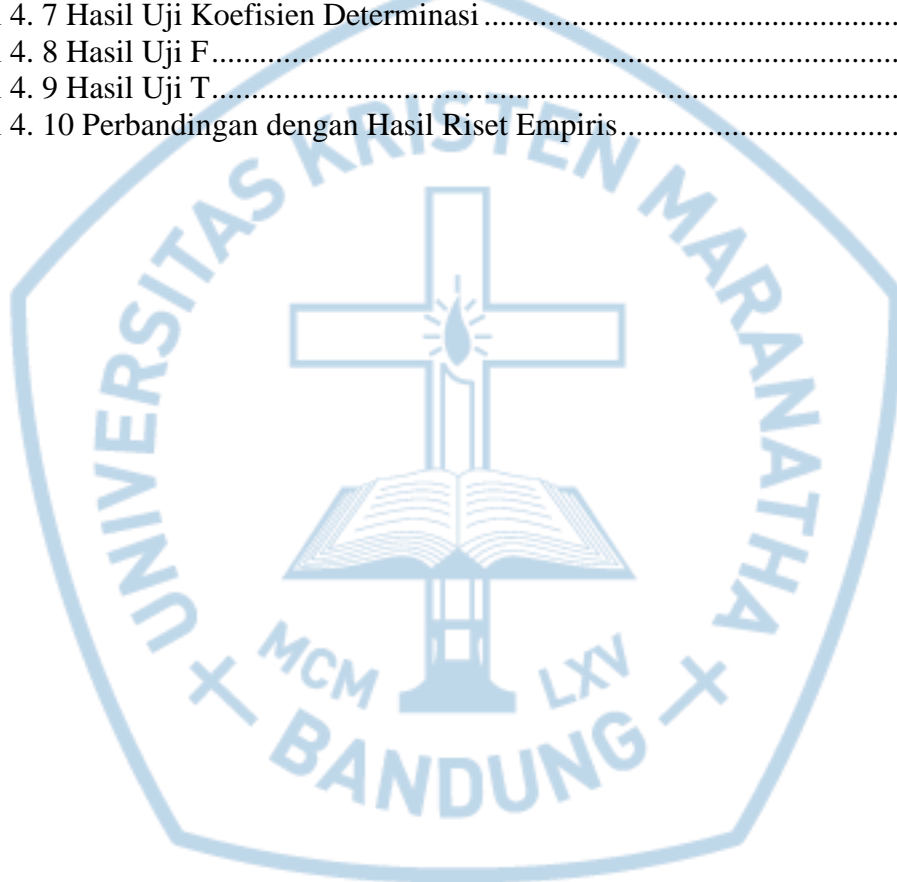 l 4. 7 Hasil Uji Koefisien Determinasi
l 4. 8 Hasil Uji F
l 4. 9 Hasil Uji T
l 4. 10 Perbandingan dengan Hasil Riset Empiris
UNIVERSITAS KRISTEN MARANATHA
MCM LXV
BANDUNG